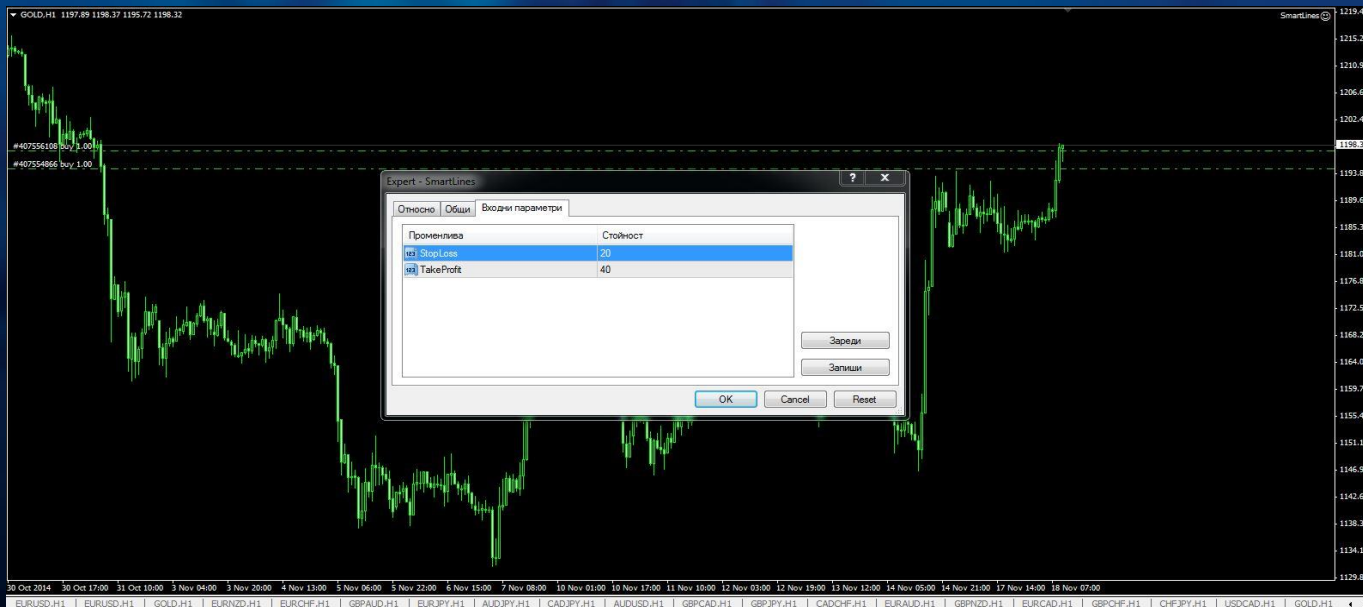 GOLD,H1 1197.89 1198.37 1195.72 1198.32
SmartLines
1219.4
1215.2
1210.9
1206.6
1202.4
1198.3
1193.8
1189.6
1185.3
1181.0
1176.8
1172.5
1168.2
1164.0
1159.7
1155.4
1151.1
1146.9
1142.6
1138.3
1134.1
1129.8
#407556108 buy 1.00
#407554866 buy 1.00
Expert - SmartLines
Относно Общи Входни параметри
Променлива Стойност
123 StopLoss 20
123 TakeProfit 40
Зареди
Запиши
OK Cancel Reset
30 Oct 2014 30 Oct 17:00 31 Oct 10:00 3 Nov 04:00 3 Nov 20:00 4 Nov 13:00 5 Nov 06:00 5 Nov 22:00 6 Nov 15:00 7 Nov 08:00 10 Nov 01:00 10 Nov 17:00 11 Nov 10:00 12 Nov 03:00 12 Nov 19:00 13 Nov 12:00 14 Nov 05:00 14 Nov 21:00 17 Nov 14:00 18 Nov 07:00
EURUSD,H1 EURUSD,H1 GOLD,H1 EURNZD,H1 EURCHF,H1 GBPAUD,H1 EURJPY,H1 AUDJPY,H1 CADJPY,H1 AUDUSD,H1 GBPCAD,H1 GBPJPY,H1 CADCHF,H1 EURAUD,H1 GBPNZD,H1 EURCAD,H1 GBPCHF,H1 CHFJPY,H1 USDCAD,H1 GOLD,H1